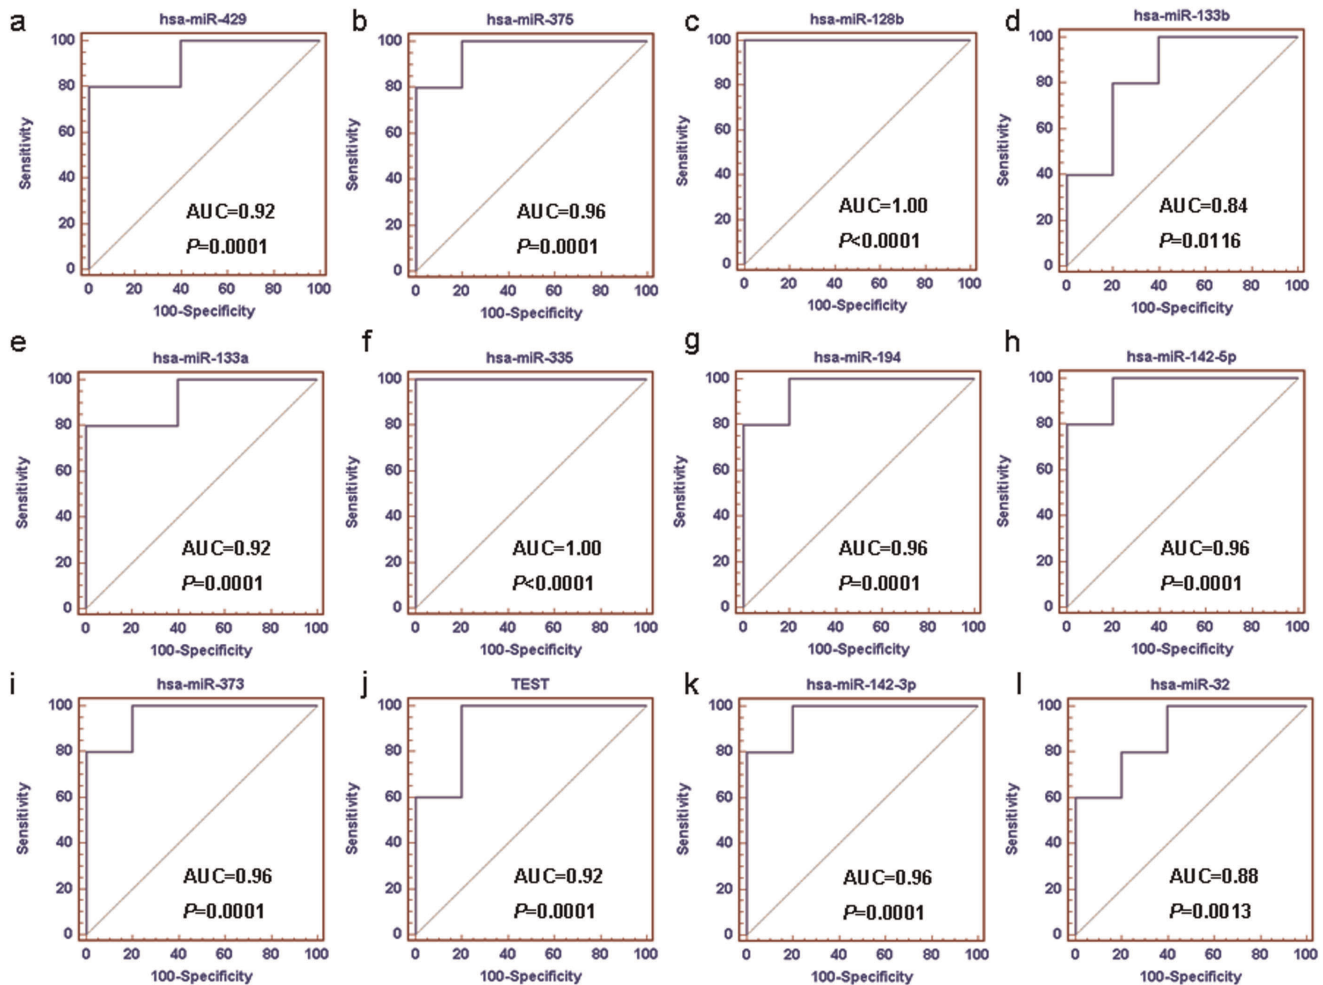 a hsa-miR-429
100
80
60
40
20
0
Sensitivity
AUC=0.92
P=0.0001
0 20 40 60 80 100
100-Specificity
b hsa-miR-375
100
80
60
40
20
0
Sensitivity
AUC=0.96
P=0.0001
0 20 40 60 80 100
100-Specificity
c hsa-miR-128b
100
80
60
40
20
0
Sensitivity
AUC=1.00
P<0.0001
0 20 40 60 80 100
100-Specificity
d hsa-miR-133b
100
80
60
40
20
0
Sensitivity
AUC=0.84
P=0.0116
0 20 40 60 80 100
100-Specificity
e hsa-miR-133a
100
80
60
40
20
0
Sensitivity
AUC=0.92
P=0.0001
0 20 40 60 80 100
100-Specificity
f hsa-miR-335
100
80
60
40
20
0
Sensitivity
AUC=1.00
P<0.0001
0 20 40 60 80 100
100-Specificity
g hsa-miR-194
100
80
60
40
20
0
Sensitivity
AUC=0.96
P=0.0001
0 20 40 60 80 100
100-Specificity
h hsa-miR-142-5p
100
80
60
40
20
0
Sensitivity
AUC=0.96
P=0.0001
0 20 40 60 80 100
100-Specificity
i hsa-miR-373
100
80
60
40
20
0
Sensitivity
AUC=0.96
P=0.0001
0 20 40 60 80 100
100-Specificity
j TEST
100
80
60
40
20
0
Sensitivity
AUC=0.92
P=0.0001
0 20 40 60 80 100
100-Specificity
k hsa-miR-142-3p
100
80
60
40
20
0
Sensitivity
AUC=0.96
P=0.0001
0 20 40 60 80 100
100-Specificity
l hsa-miR-32
100
80
60
40
20
0
Sensitivity
AUC=0.88
P=0.0013
0 20 40 60 80 100
100-Specificity